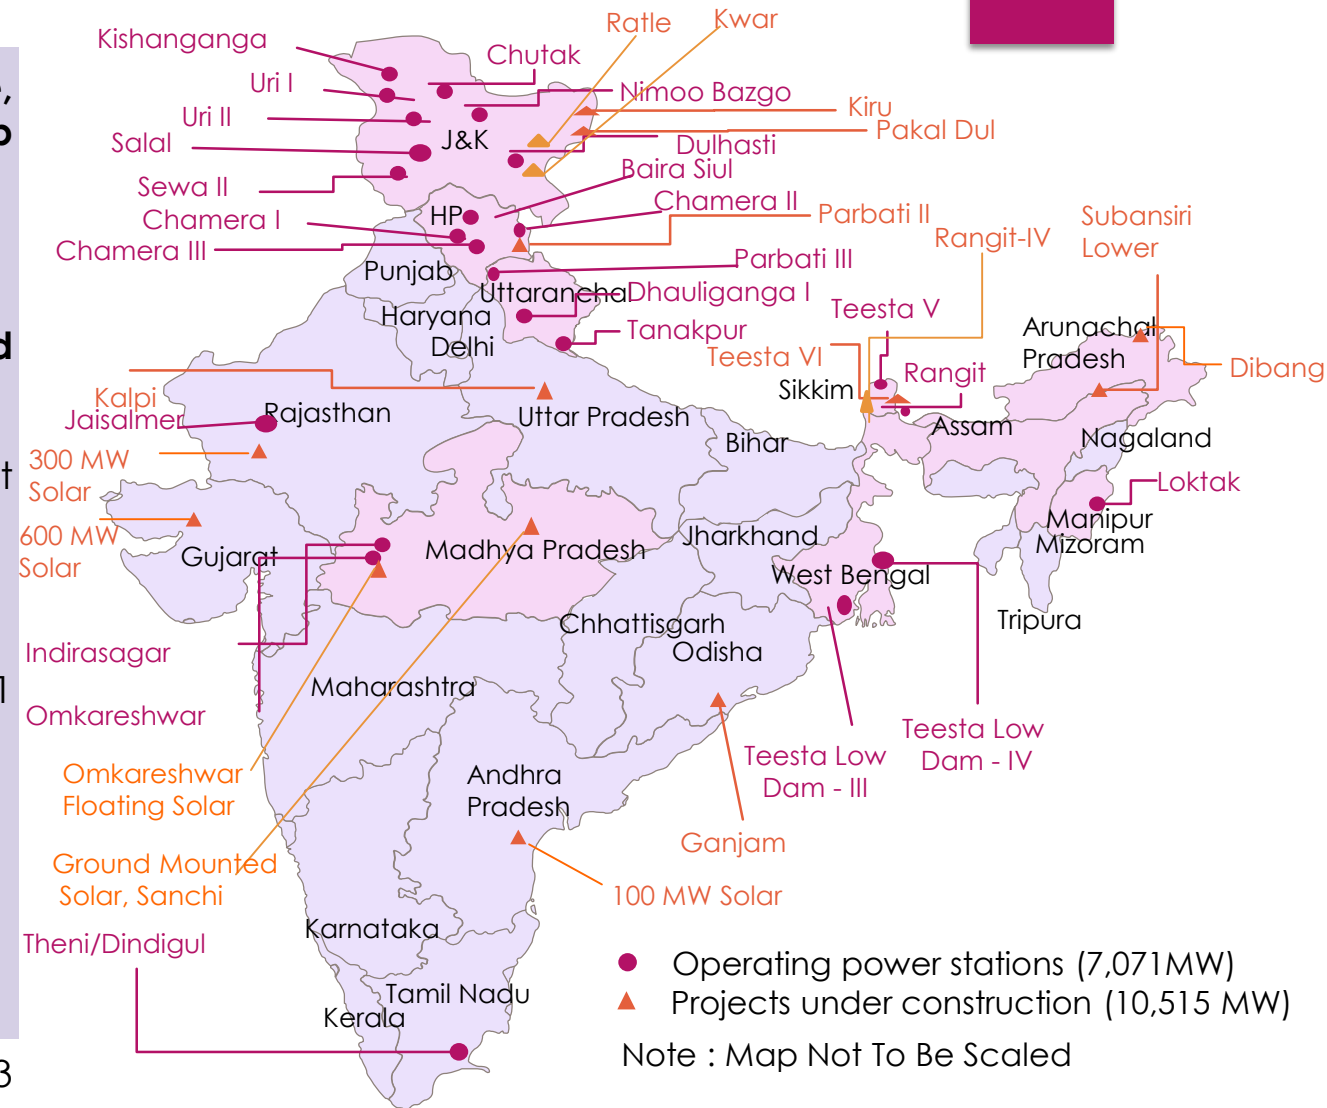 Ratle
Kwar
Kishanganga
Chutak
Uri I
Nimoo Bazgo
Kiru
Uri II
Pakal Dul
Salal
J&K
Dulhasti
Baira Siul
Sewa II
Chamera II
Chamera I
HP
Parbati II
Subansiri
Lower
Rangit-IV
Chamera III
Parbati III
Punjab
Uttaranchal
Dhauliganga I
Teesta V
Haryana
Tanakpur
Arunachal
Pradesh
Delhi
Teesta VI
Rangit
Dibang
Sikkim
Kalpi
Jaisalmer
Rajasthan
Uttar Pradesh
Assam
Bihar
Nagaland
300 MW
Solar
Loktak
600 MW
Solar
Manipur
Mizoram
Gujarat
Madhya Pradesh
Jharkhand
West Bengal
Tripura
Chhattisgarh
Odisha
Indirasagar
Maharashtra
Omkareshwar
Teesta Low
Dam - IV
Teesta Low
Dam - III
Omkareshwar
Floating Solar
Andhra
Pradesh
Ganjam
Ground Mounted
Solar, Sanchi
100 MW Solar
Karnataka
Theni/Dindigul
Operating power stations (7,071MW)
Tamil Nadu
Projects under construction (10,515 MW)
Kerala
Note : Map Not To Be Scaled